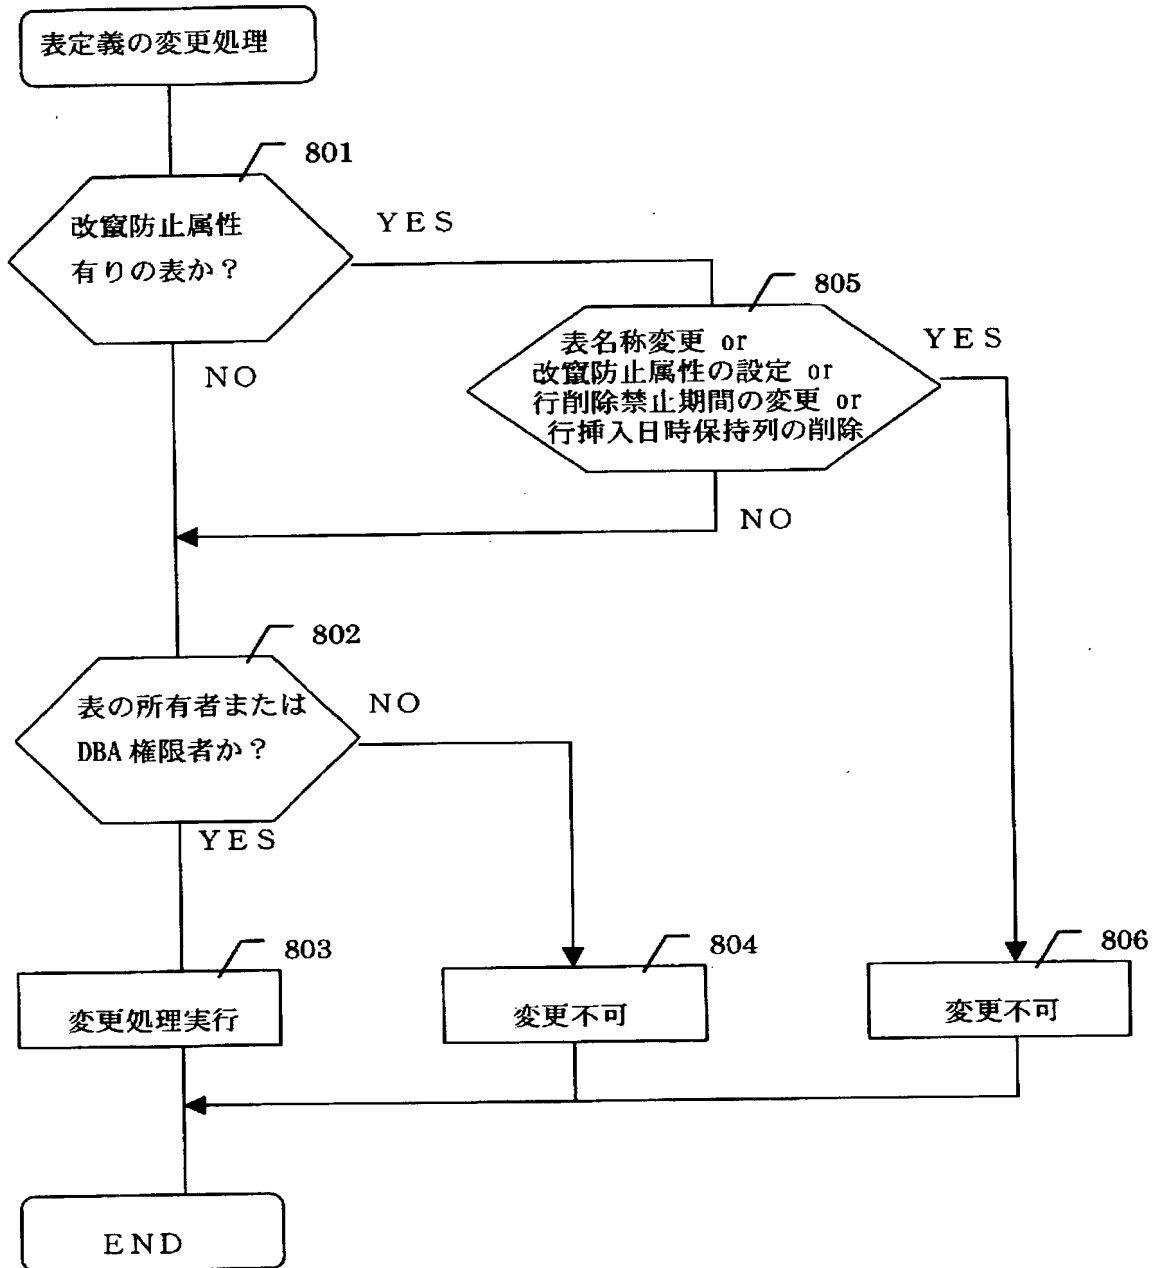 表定義の変更処理
801
改竄防止属性
有りの表か？
YES
NO
805
表名称変更 or
改竄防止属性の設定 or
行削除禁止期間の変更 or
行挿入日時保持列の削除
YES
NO
802
表の所有者または
DBA権限者か？
NO
YES
803
変更処理実行
804
変更不可
806
変更不可
END